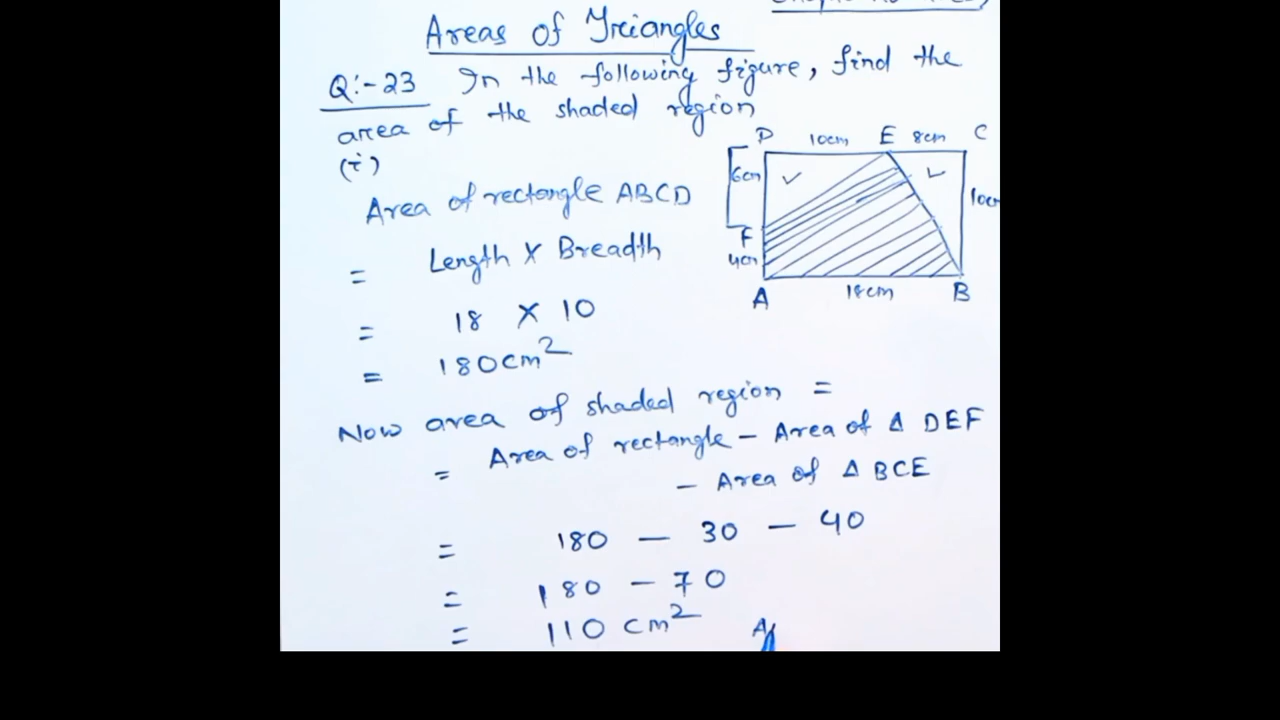 Areas of Triangles
Q:-23 In the following figure, find the
area of the shaded region
(i)
D 10cm E 8cm C
6cm
10cm
F
4cm
A 18cm B
Area of rectangle ABCD
= Length X Breadth
= 18 X 10
= 180cm²
Now area of shaded region =
= Area of rectangle - Area of Δ DEF
- Area of Δ BCE
= 180 - 30 - 40
= 180 - 70
= 110 cm²